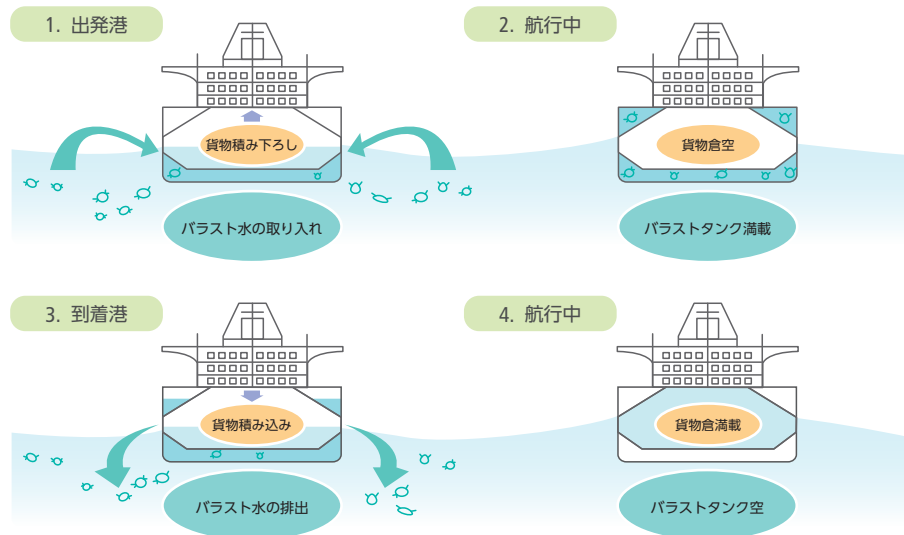 1. 出発港
貨物積み下ろし
バラスト水の取り入れ
2. 航行中
貨物倉空
バラストタンク満載
3. 到着港
貨物積み込み
バラスト水の排出
4. 航行中
貨物倉満載
バラストタンク空